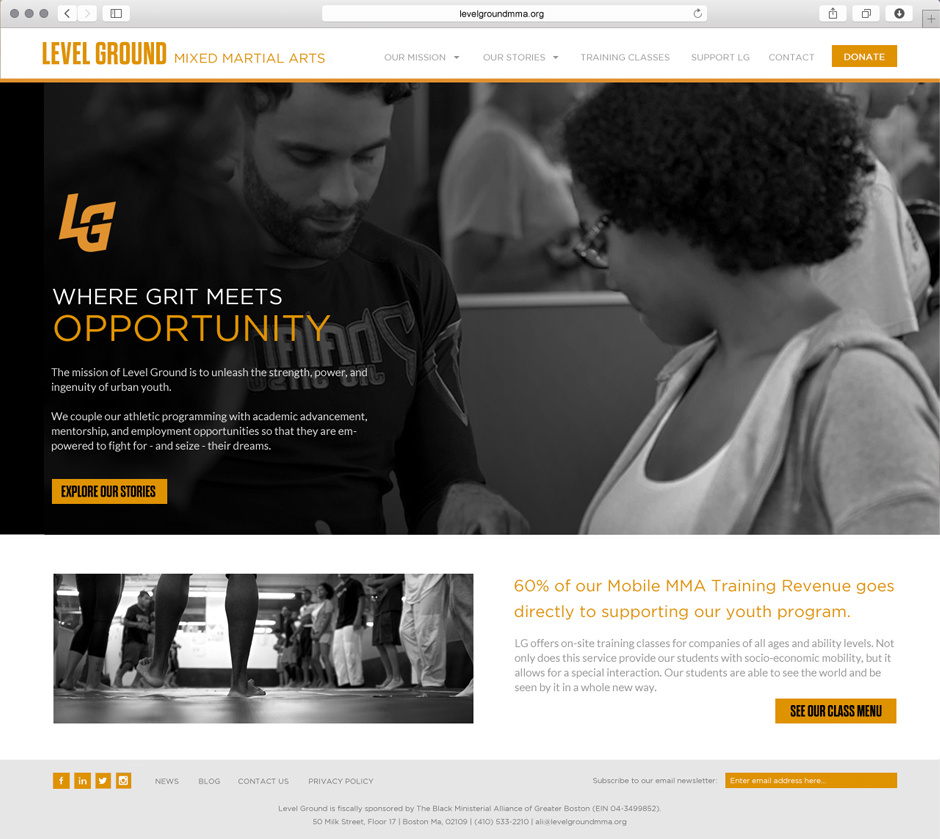 levelgroundmma.org
LEVEL GROUND MIXED MARTIAL ARTS
OUR MISSION OUR STORIES TRAINING CLASSES SUPPORT LG CONTACT DONATE
LG
WHERE GRIT MEETS
OPPORTUNITY
The mission of Level Ground is to unleash the strength, power, and
ingenuity of urban youth.
We couple our athletic programming with academic advancement,
mentorship, and employment opportunities so that they are em-
powered to fight for - and seize - their dreams.
EXPLORE OUR STORIES
60% of our Mobile MMA Training Revenue goes
directly to supporting our youth program.
LG offers on-site training classes for companies of all ages and ability levels. Not
only does this service provide our students with socio-economic mobility, but it
allows for a special interaction. Our students are able to see the world and be
seen by it in a whole new way.
SEE OUR CLASS MENU
f in NEWS BLOG CONTACT US PRIVACY POLICY Subscribe to our email newsletter: Enter email address here...
Level Ground is fiscally sponsored by The Black Ministerial Alliance of Greater Boston (EIN 04-3499852).
50 Milk Street, Floor 17 | Boston Ma, 02109 | (410) 533-2210 | ali@levelgroundmma.org